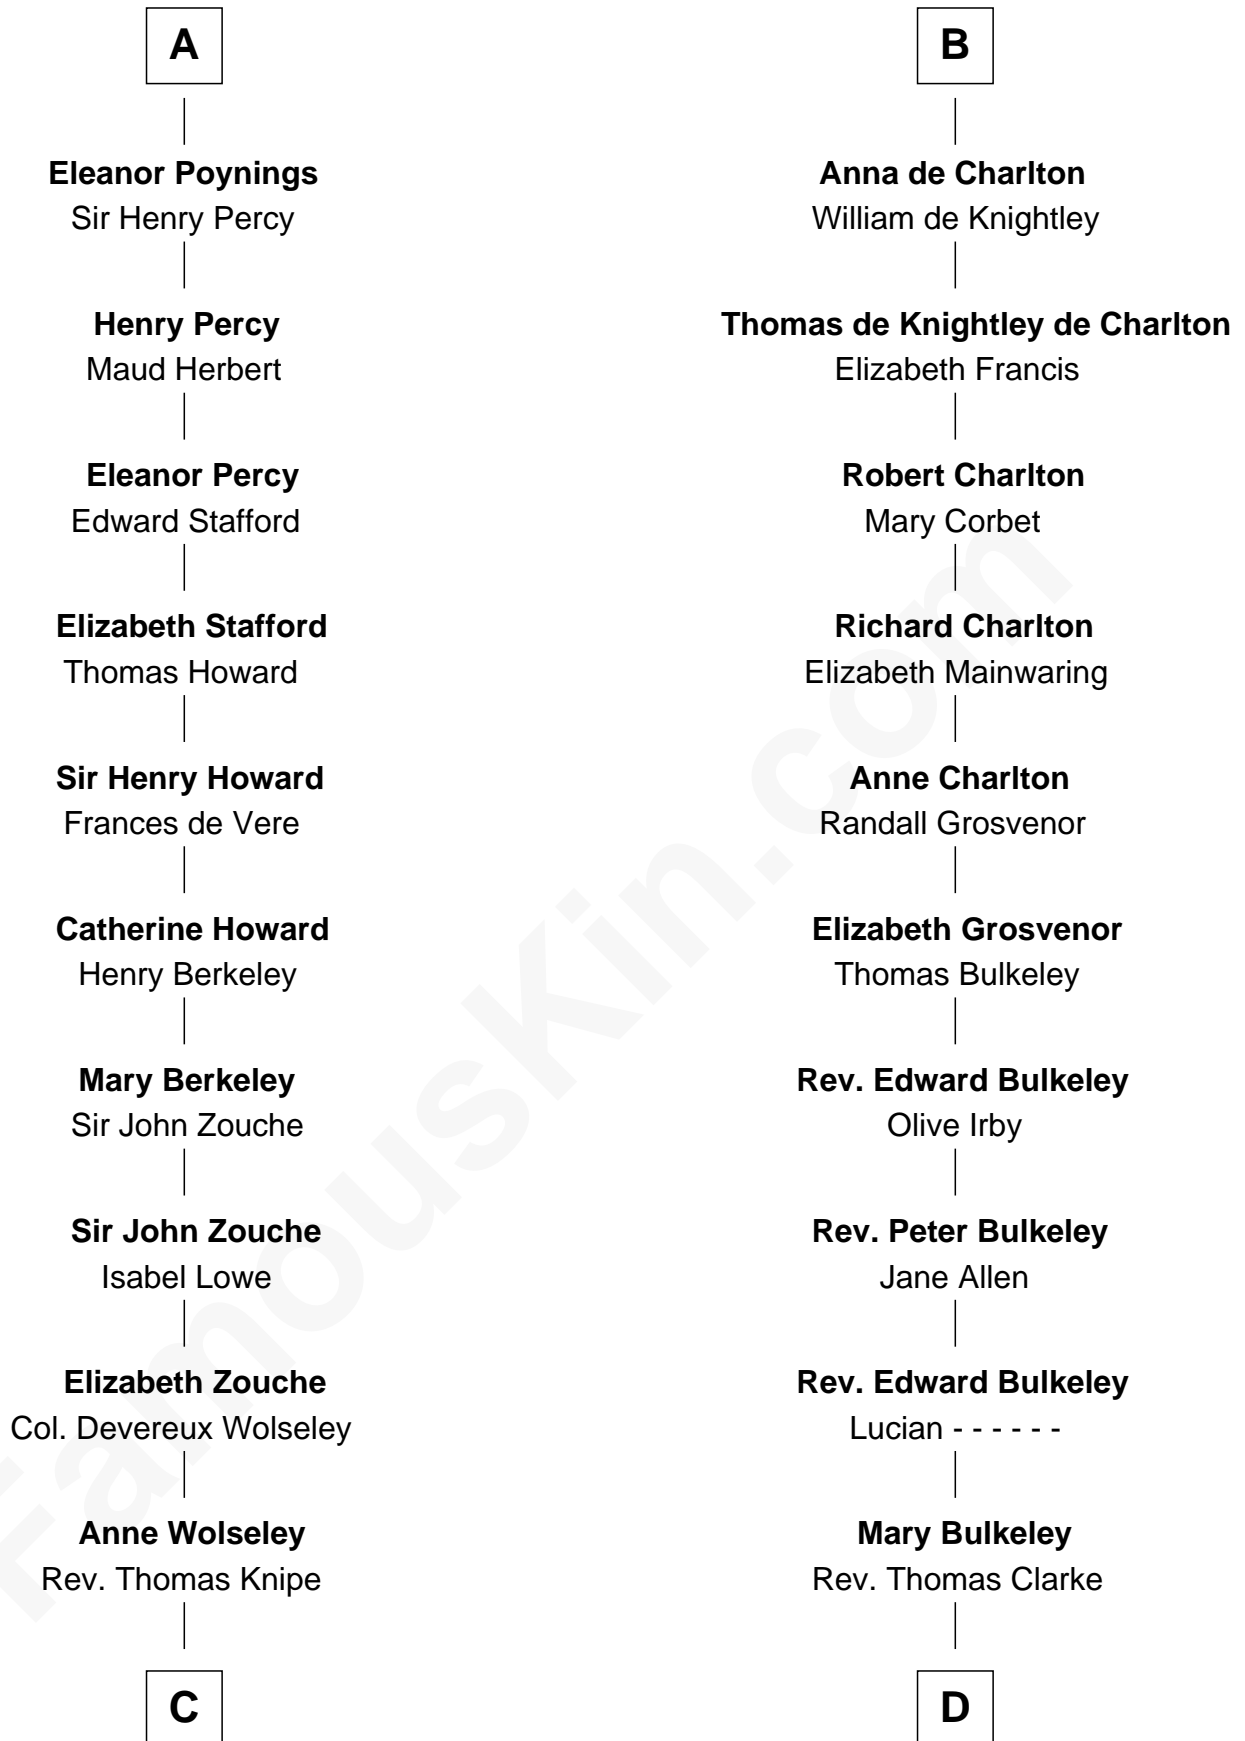 A
Eleanor Poynings
Sir Henry Percy
Henry Percy
Maud Herbert
Eleanor Percy
Edward Stafford
Elizabeth Stafford
Thomas Howard
Sir Henry Howard
Frances de Vere
Catherine Howard
Henry Berkeley
Mary Berkeley
Sir John Zouche
Sir John Zouche
Isabel Lowe
Elizabeth Zouche
Col. Devereux Wolseley
Anne Wolseley
Rev. Thomas Knipe
C
B
Anna de Charlton
William de Knightley
Thomas de Knightley de Charlton
Elizabeth Francis
Robert Charlton
Mary Corbet
Richard Charlton
Elizabeth Mainwaring
Anne Charlton
Randall Grosvenor
Elizabeth Grosvenor
Thomas Bulkeley
Rev. Edward Bulkeley
Olive Irby
Rev. Peter Bulkeley
Jane Allen
Rev. Edward Bulkeley
Lucian - - - - - -
Mary Bulkeley
Rev. Thomas Clarke
D
FamousKin.com